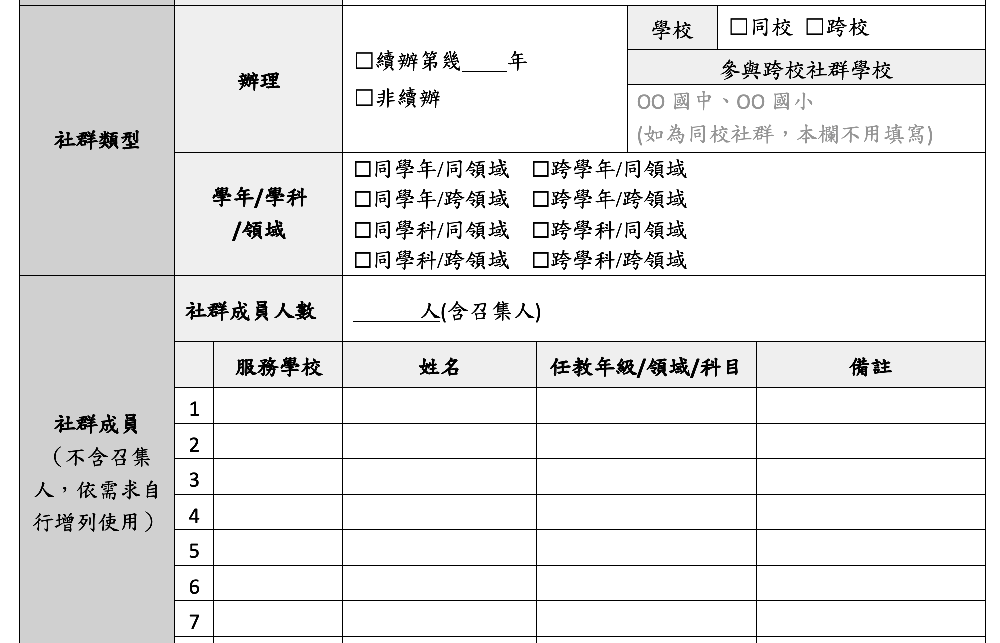 社群類型
辦理
□續辦第幾____年
□非續辦
學校
□同校 □跨校
參與跨校社群學校
OO 國中、OO 國小
(如為同校社群，本欄不用填寫)
學年/學科
/領域
□同學年/同領域 □跨學年/同領域
□同學年/跨領域 □跨學年/跨領域
□同學科/同領域 □跨學科/同領域
□同學科/跨領域 □跨學科/跨領域
社群成員
（不含召集
人，依需求自
行增列使用）
社群成員人數
______人(含召集人)
服務學校 姓名 任教年級/領域/科目 備註
1
2
3
4
5
6
7